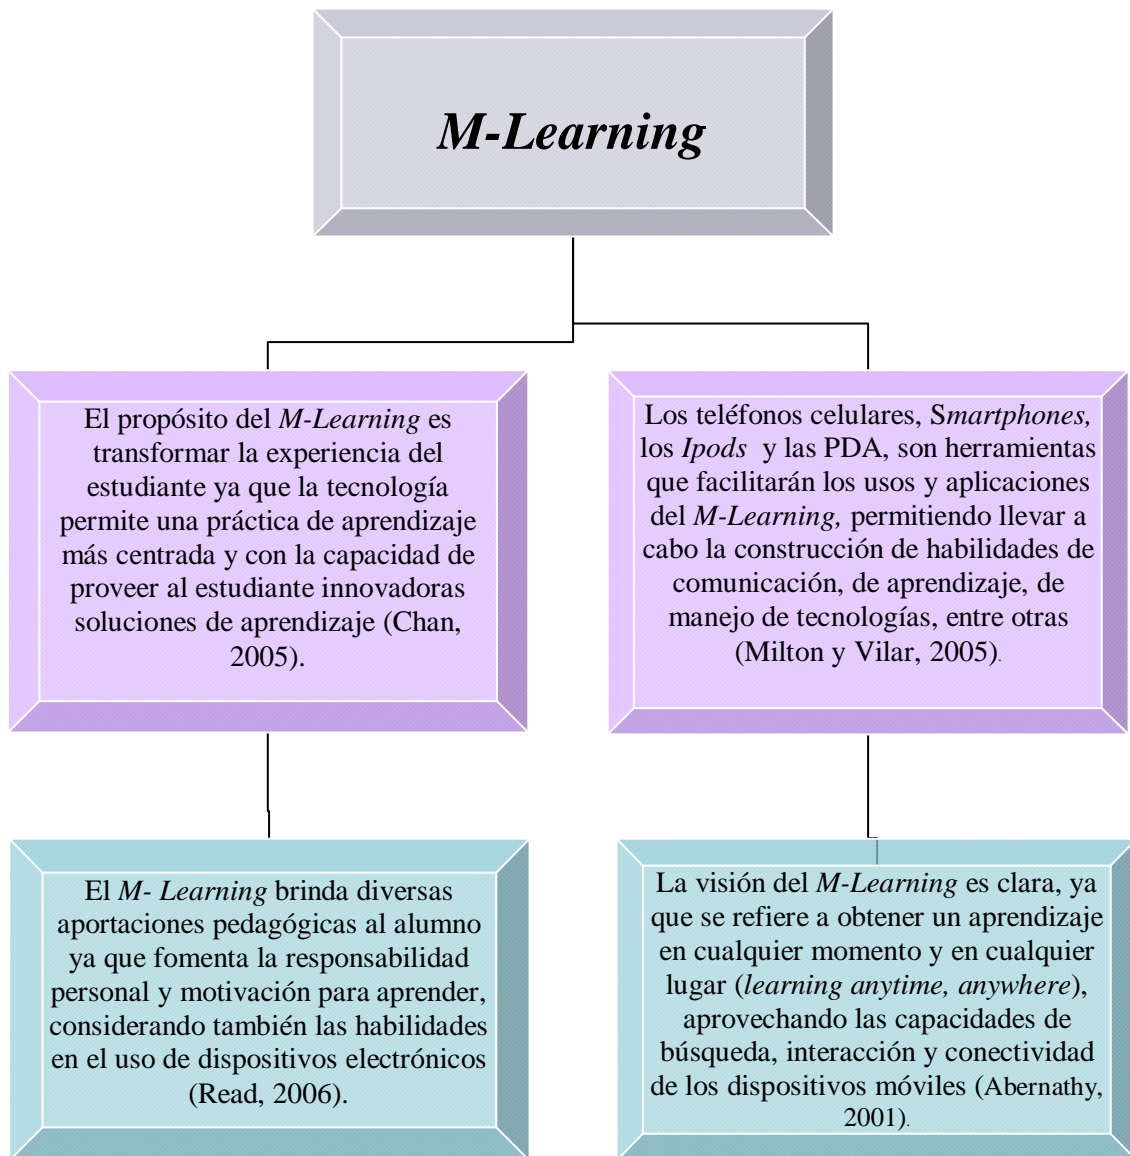 M-Learning
El propósito del M-Learning es
transformar la experiencia del
estudiante ya que la tecnología
permite una práctica de aprendizaje
más centrada y con la capacidad de
proveer al estudiante innovadoras
soluciones de aprendizaje (Chan,
2005).
Los teléfonos celulares, Smartphones,
los Ipods y las PDA, son herramientas
que facilitarán los usos y aplicaciones
del M-Learning, permitiendo llevar a
cabo la construcción de habilidades de
comunicación, de aprendizaje, de
manejo de tecnologías, entre otras
(Milton y Vilar, 2005).
El M- Learning brinda diversas
aportaciones pedagógicas al alumno
ya que fomenta la responsabilidad
personal y motivación para aprender,
considerando también las habilidades
en el uso de dispositivos electrónicos
(Read, 2006).
La visión del M-Learning es clara, ya
que se refiere a obtener un aprendizaje
en cualquier momento y en cualquier
lugar (learning anytime, anywhere),
aprovechando las capacidades de
búsqueda, interacción y conectividad
de los dispositivos móviles (Abernathy,
2001).